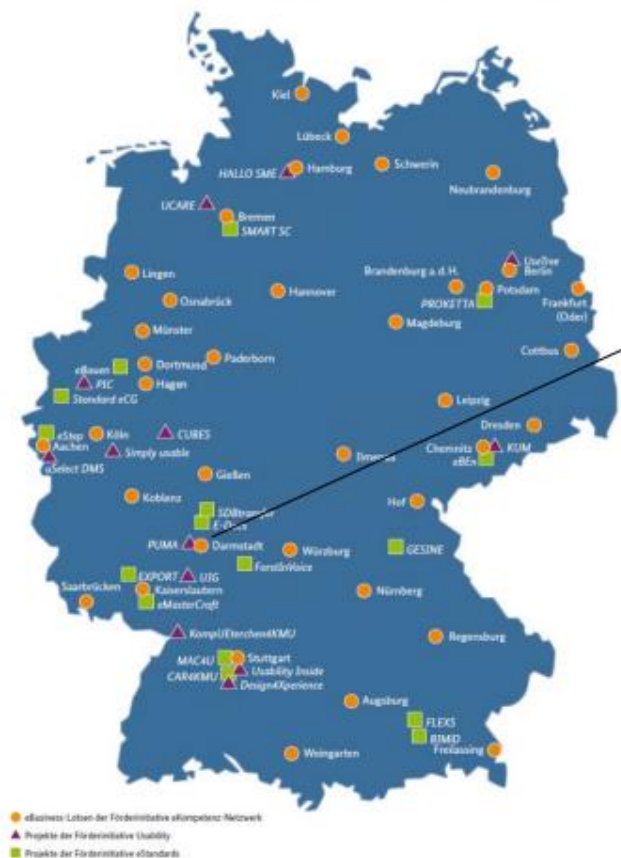 Kiel
Lübeck
HALLO SME
Hamburg
Schwerin
Neubrandenburg
UCARE
Bremen
SMART SC
UseTree
Berlin
Lingen
Hannover
Brandenburg a. d. H.
Potsdam
Osnabrück
PROKETTA
Frankfurt
(Oder)
Magdeburg
Münster
Cottbus
Paderborn
eBauen
Dortmund
PLC
Hagen
Standard eCG
Leipzig
Dresden
eStep
Köln
CURES
Aachen
Simply usable
Chemnitz
KUM
eBEn
uSelect DMS
Ilmenau
Gießen
Koblenz
Hof
SDBtransfer
PUMA
Darmstadt
Würzburg
GESINE
ForstInVoice
EXPORT
U3G
Saarbrücken
Kaiserslautern
Nürnberg
eMasterCraft
KompUEterchen4KMU
Regensburg
MAC4U
Stuttgart
CAR4KMU
Usability Inside
Design4Xperience
Augsburg
FLEXS
BIMiD
Weingarten
Freilassing
eBusiness-Lotsen der Förderinitiative eKompetenz-Netzwerk
Projekte der Förderinitiative Usability
Projekte der Förderinitiative eStandards